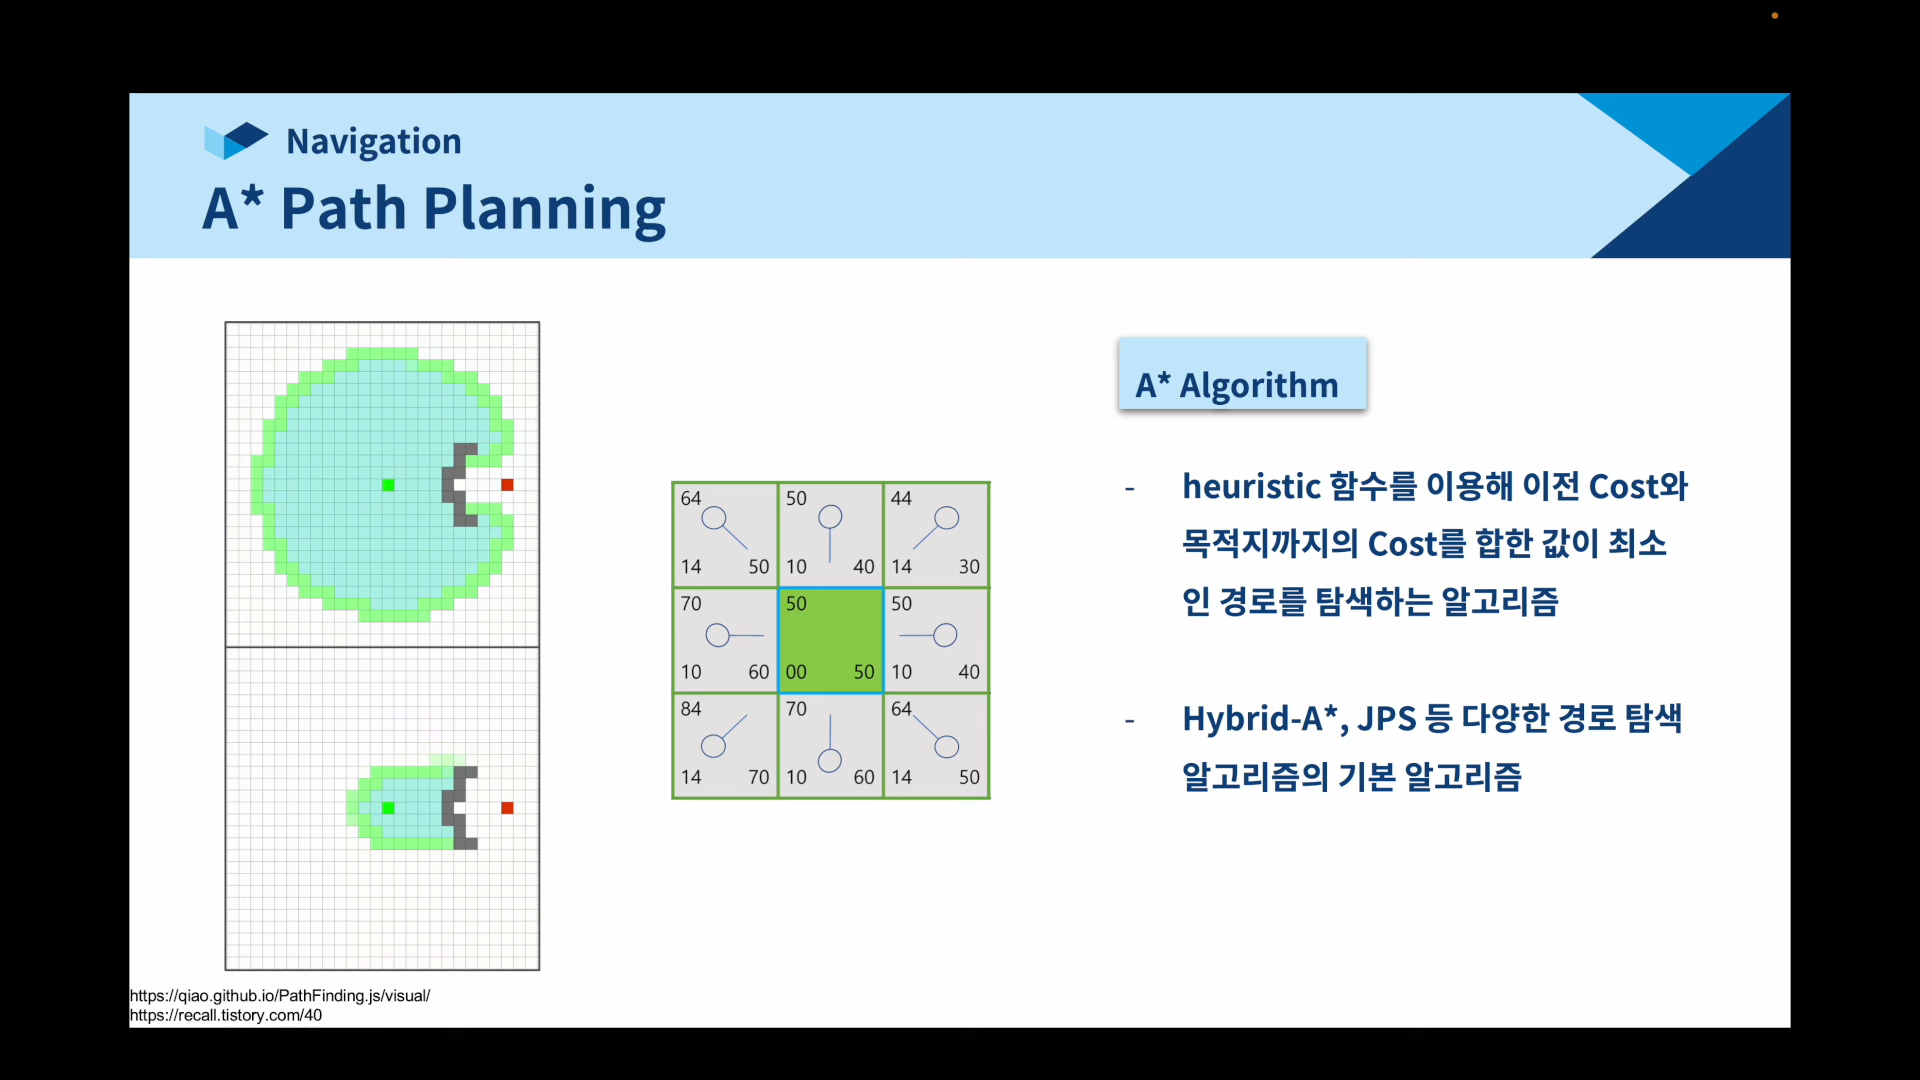 Navigation
A* Path Planning
64 50 44
14 50 10 40 14 30
70 50 50
10 60 00 50 10 40
84 70 64
14 70 10 60 14 50
A* Algorithm
- heuristic 함수를 이용해 이전 Cost와
목적지까지의 Cost를 합한 값이 최소
인 경로를 탐색하는 알고리즘
- Hybrid-A*, JPS 등 다양한 경로 탐색
알고리즘의 기본 알고리즘
https://qiao.github.io/PathFinding.js/visual/
https://recall.tistory.com/40